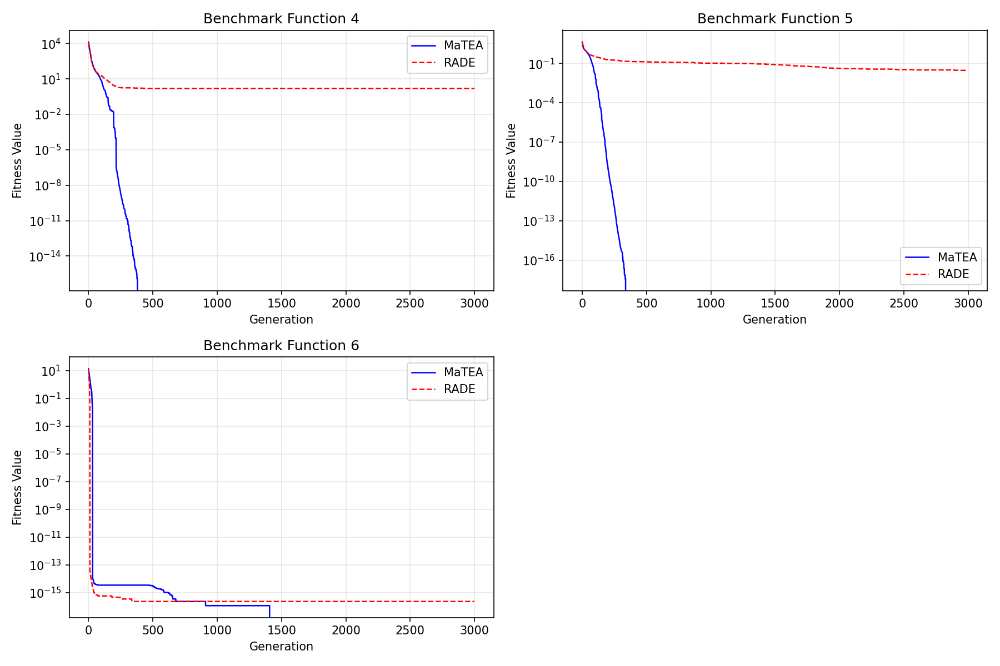 Benchmark Function 4
Fitness Value
10^4
10^1
10^−2
10^−5
10^−8
10^−11
10^−14
MaTEA
RADE
0 500 1000 1500 2000 2500 3000
Generation
Benchmark Function 5
Fitness Value
10^−1
10^−4
10^−7
10^−10
10^−13
10^−16
MaTEA
RADE
0 500 1000 1500 2000 2500 3000
Generation
Benchmark Function 6
Fitness Value
10^1
10^−1
10^−3
10^−5
10^−7
10^−9
10^−11
10^−13
10^−15
MaTEA
RADE
0 500 1000 1500 2000 2500 3000
Generation